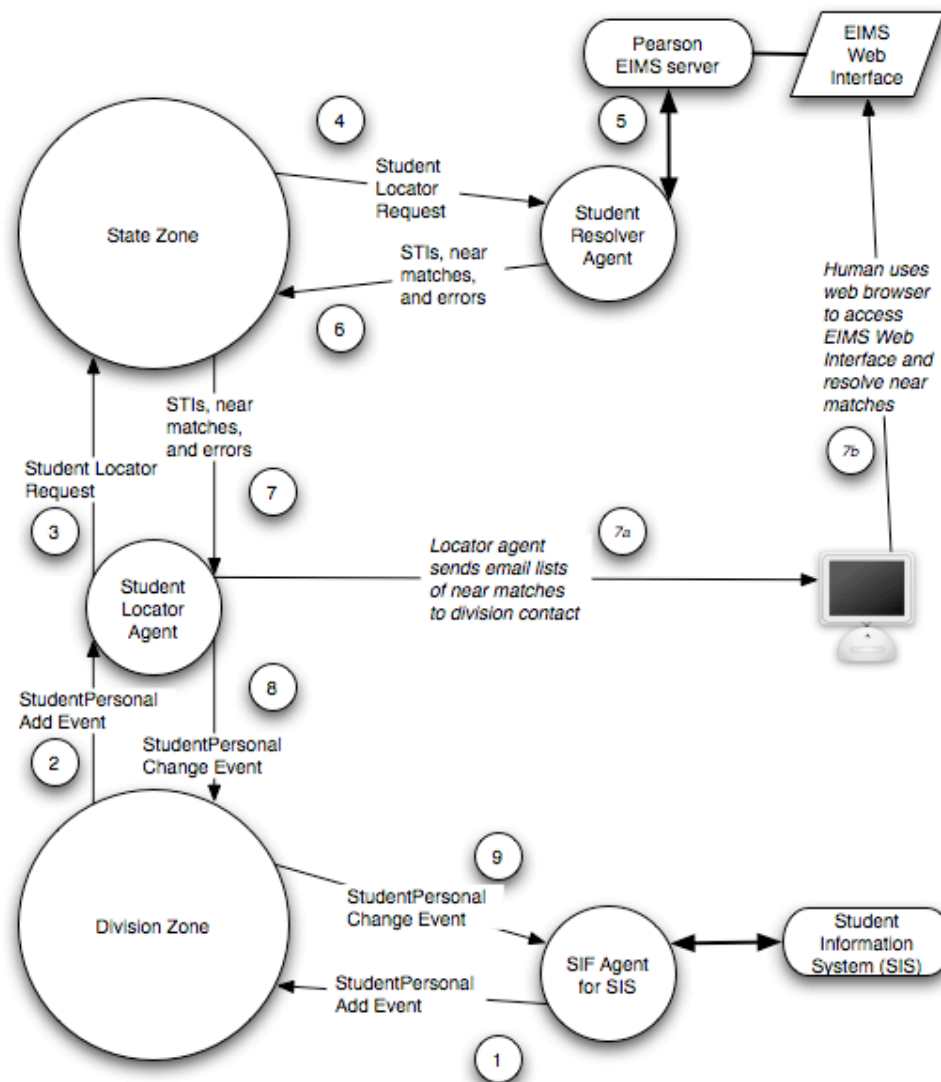 Pearson
EIMS server
EIMS
Web
Interface
4
5
Student
Locator
Request
State Zone
Student
Resolver
Agent
STIs, near
matches,
and errors
6
Human uses
web browser
to access
EIMS Web
Interface and
resolve near
matches
7b
STIs, near
matches,
and errors
Student Locator
Request
3
7
7a
Locator agent
sends email lists
of near matches
to division contact
Student
Locator
Agent
8
StudentPersonal
Add Event
2
StudentPersonal
Change Event
9
StudentPersonal
Change Event
Division Zone
SIF Agent
for SIS
Student
Information
System (SIS)
StudentPersonal
Add Event
1